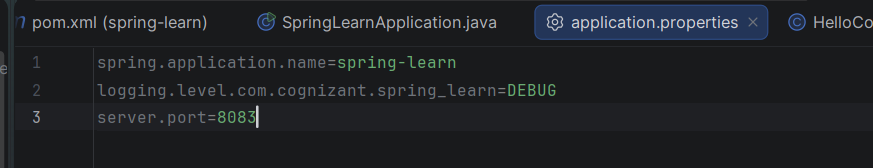 pom.xml (spring-learn) SpringLearnApplication.java application.properties HelloCo
1 spring.application.name=spring-learn
2 logging.level.com.cognizant.spring_learn=DEBUG
3 server.port=8083